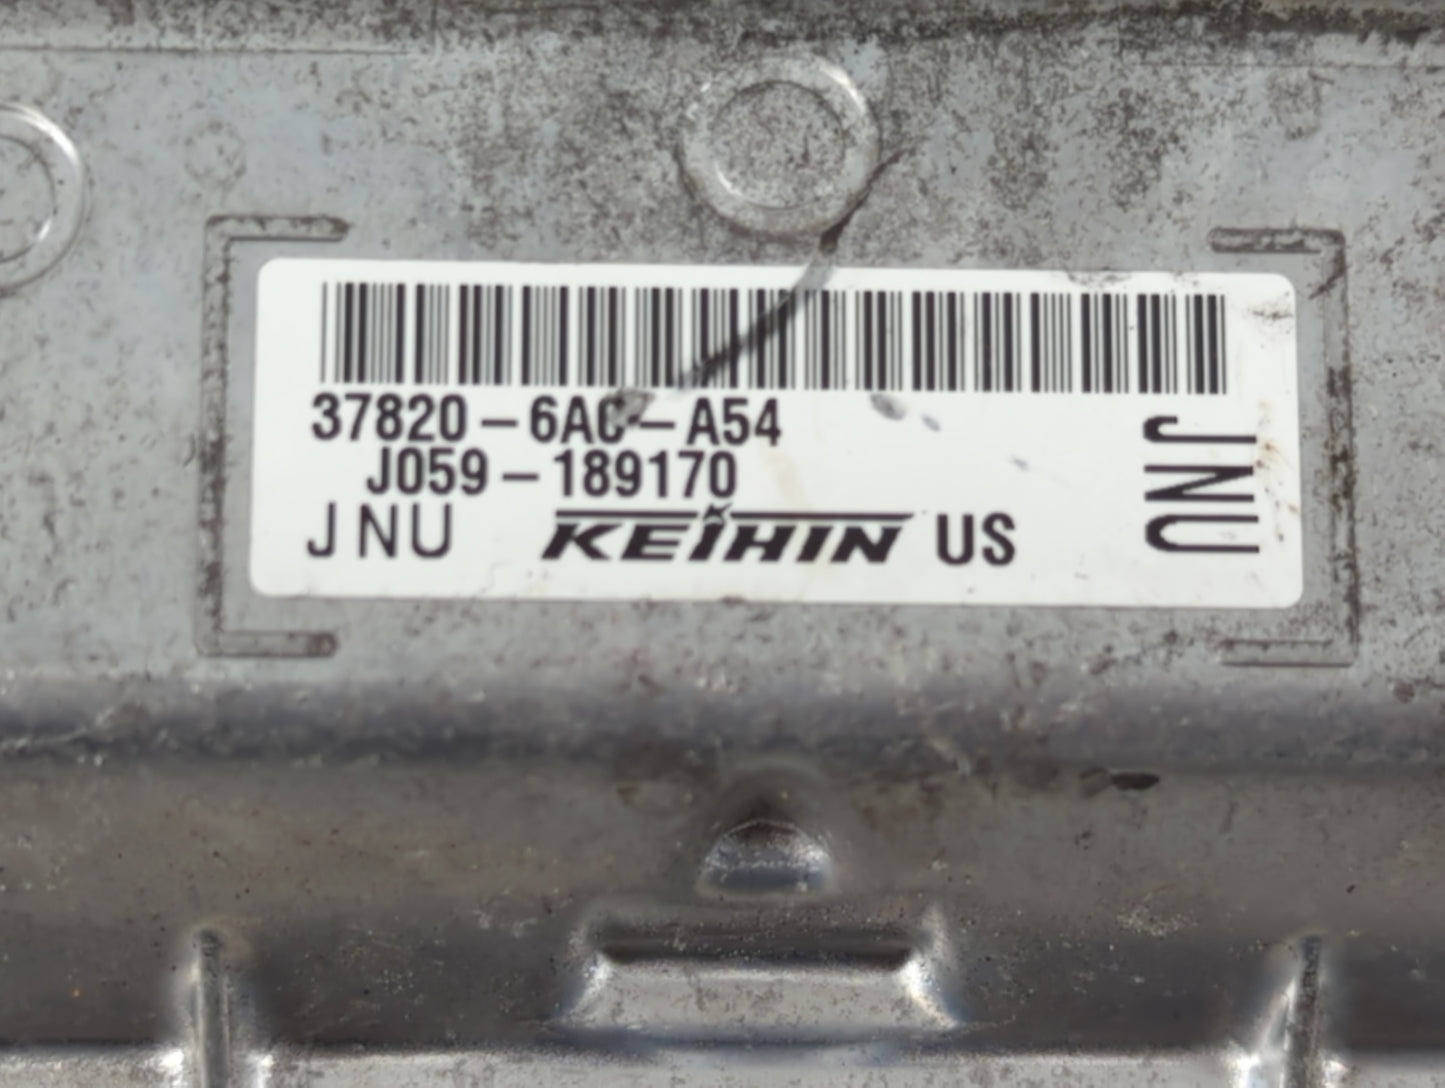 37820-6AC-A54
J059-189170
JNU KEIHIN US
JNU